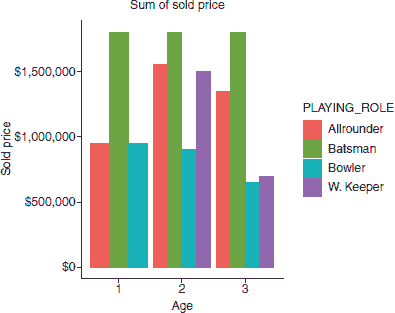 Sum of sold price
Sold price
$1,500,000
$1,000,000
$500,000
$0
1 2 3
Age
PLAYING_ROLE
Allrounder
Batsman
Bowler
W. Keeper